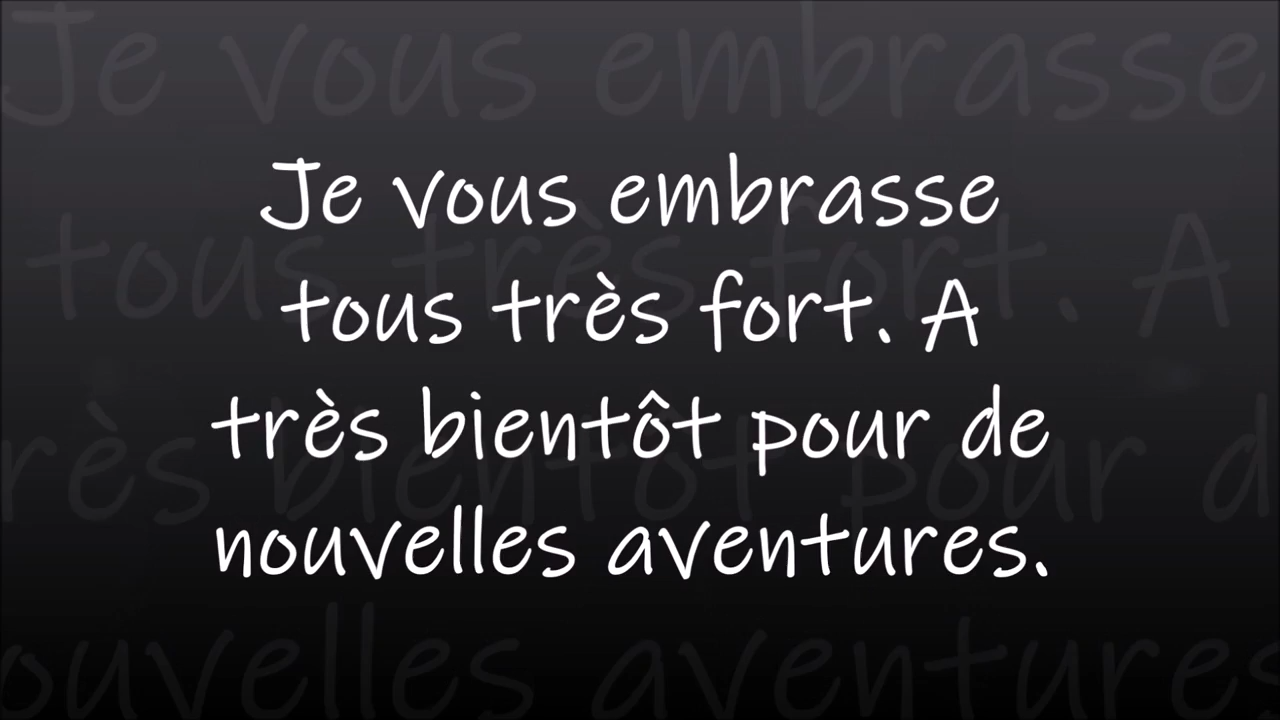 Je vous embrasse
tous très fort. A
très bientôt pour de
nouvelles aventures.